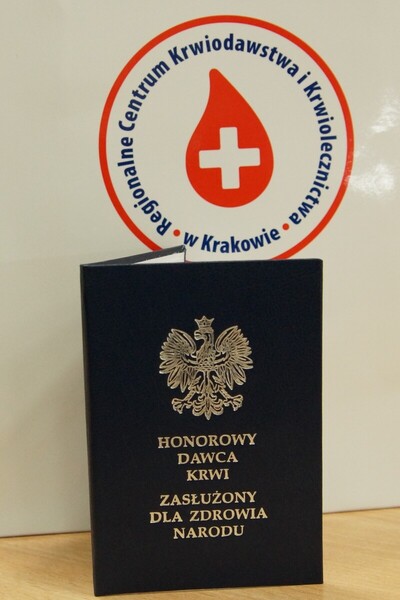 Regionalne Centrum Krwiodawstwa i Krwiolecznictwa
• w Krakowie •
HONOROWY
DAWCA
KRWI
ZASŁUŻONY
DLA ZDROWIA
NARODU